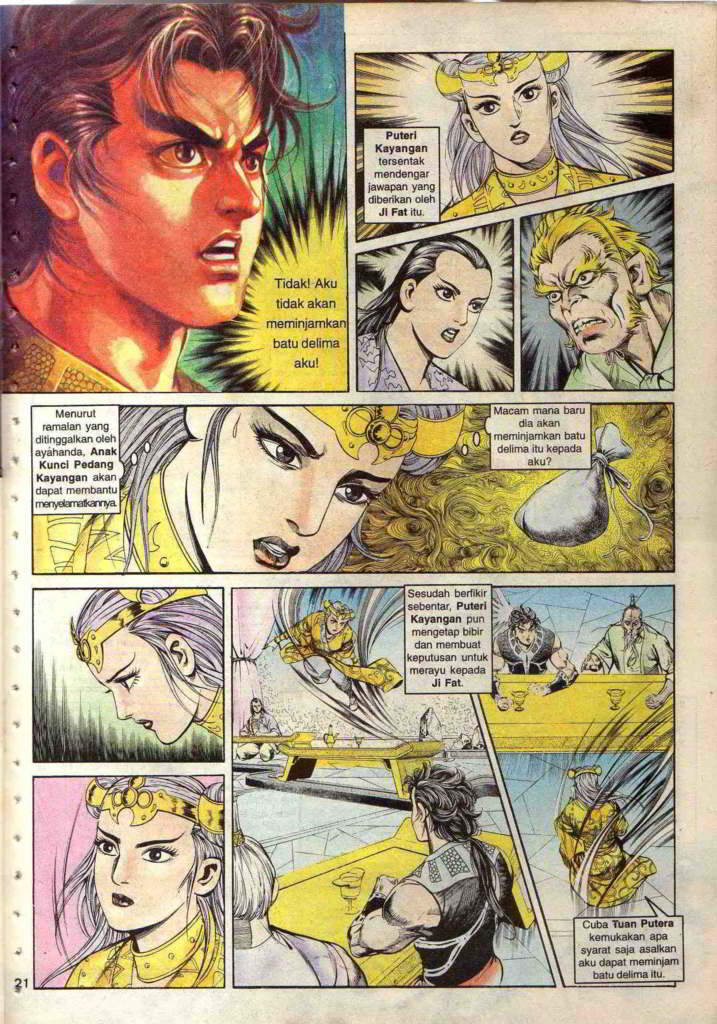 Tidak! Aku
tidak akan
meminjamkan
batu delima
aku!
Puteri
Kayangan
tersentak
mendengar
jawapan yang
diberikan oleh
Ji Fat itu.
Menurut
ramalan yang
ditinggalkan oleh
ayahanda, Anak
Kunci Pedang
Kayangan akan
dapat membantu
menyelamatkannya.
Macam mana baru
dia akan
meminjamkan batu
delima itu kepada
aku?
Sesudah berfikir
sebentar, Puteri
Kayangan pun
mengetap bibir
dan membuat
keputusan untuk
merayu kepada
Ji Fat.
Cuba Tuan Putera
kemukakan apa
syarat saja asalkan
aku dapat meminjam
batu delima itu.
21